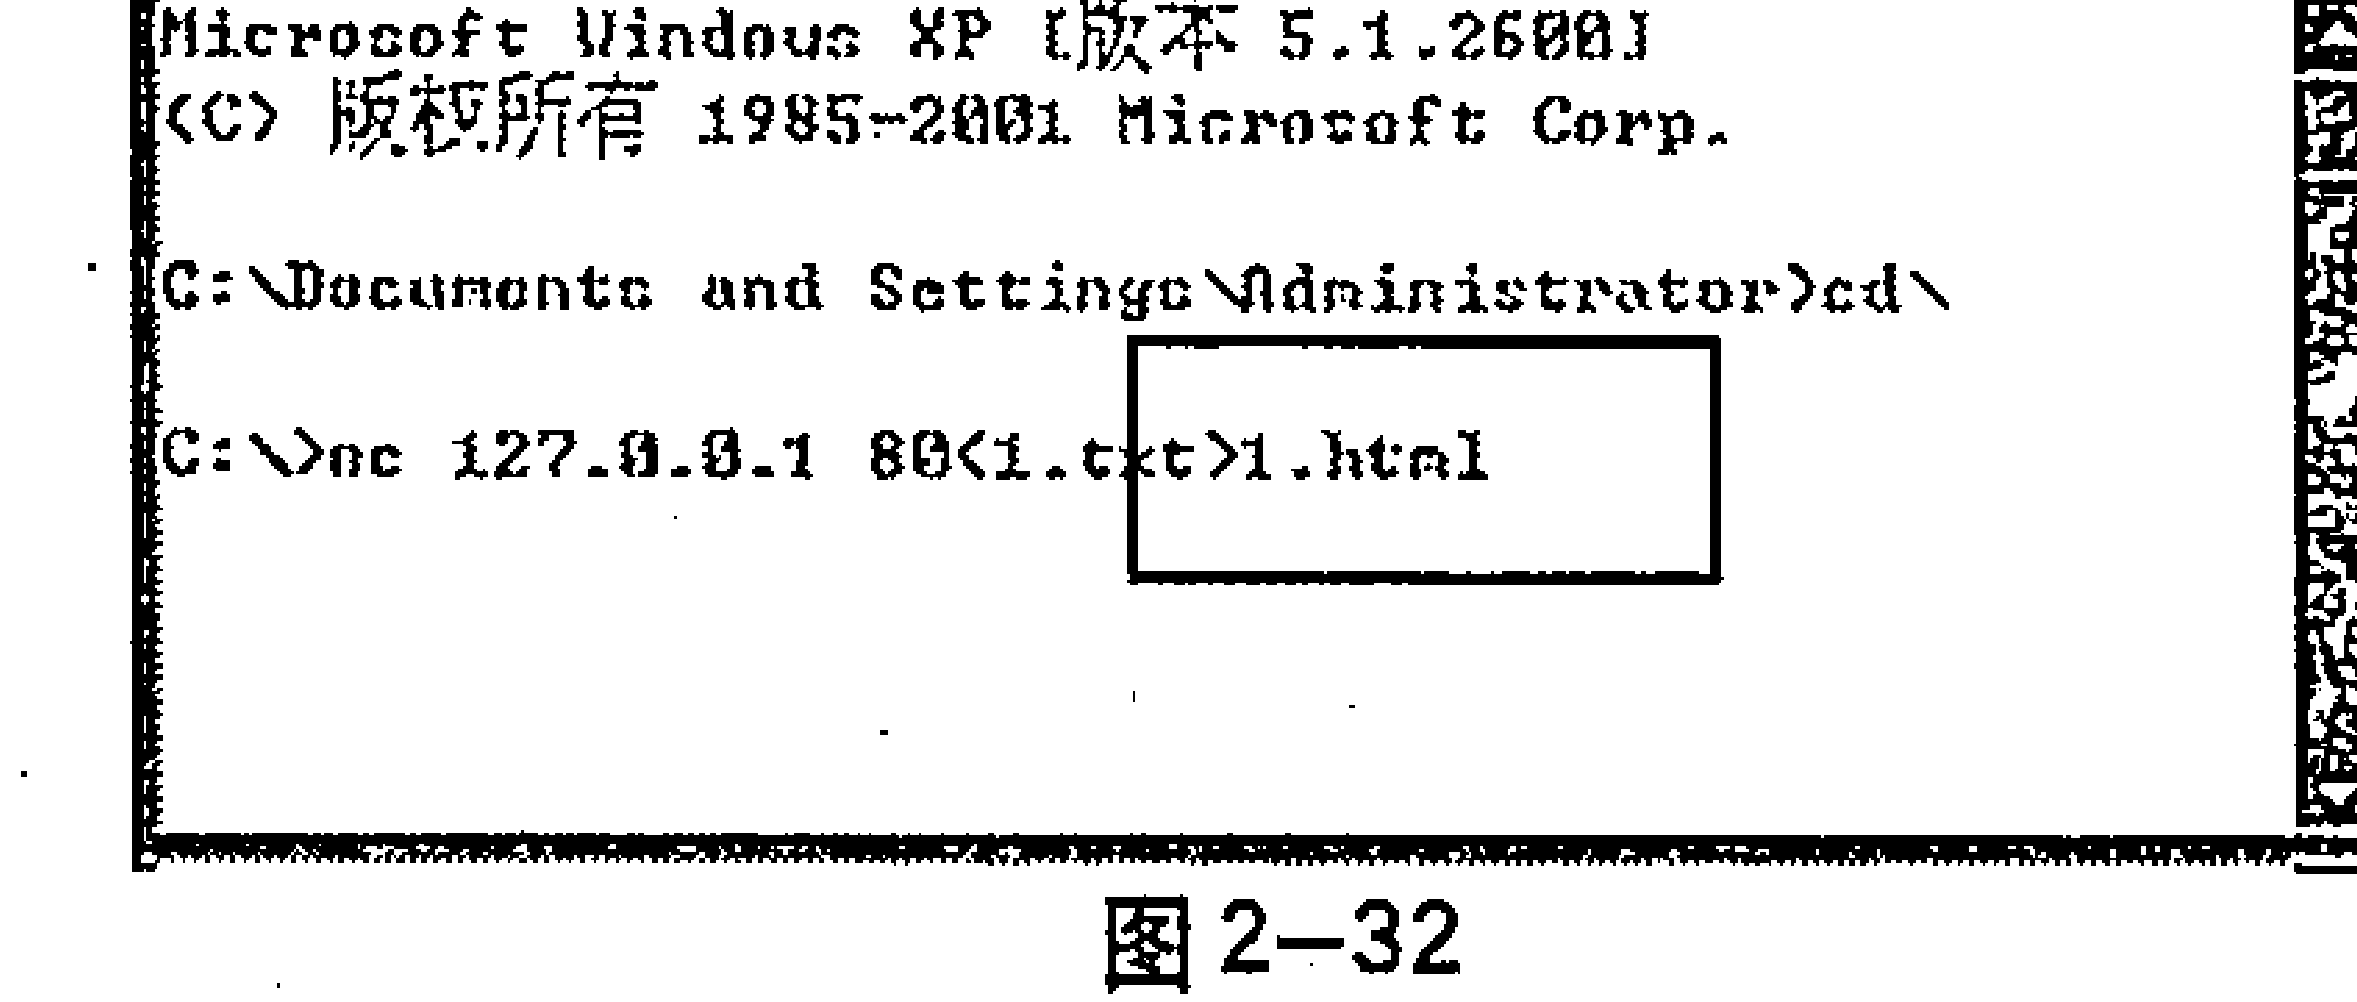 Microsoft Windows XP [版本 5.1.2600]
(C) 版权所有 1985-2001 Microsoft Corp.
C:\Documents and Settings\Administrator>cd\
C:\>nc 127.0.0.1 80<1.txt>1.html
图 2-32